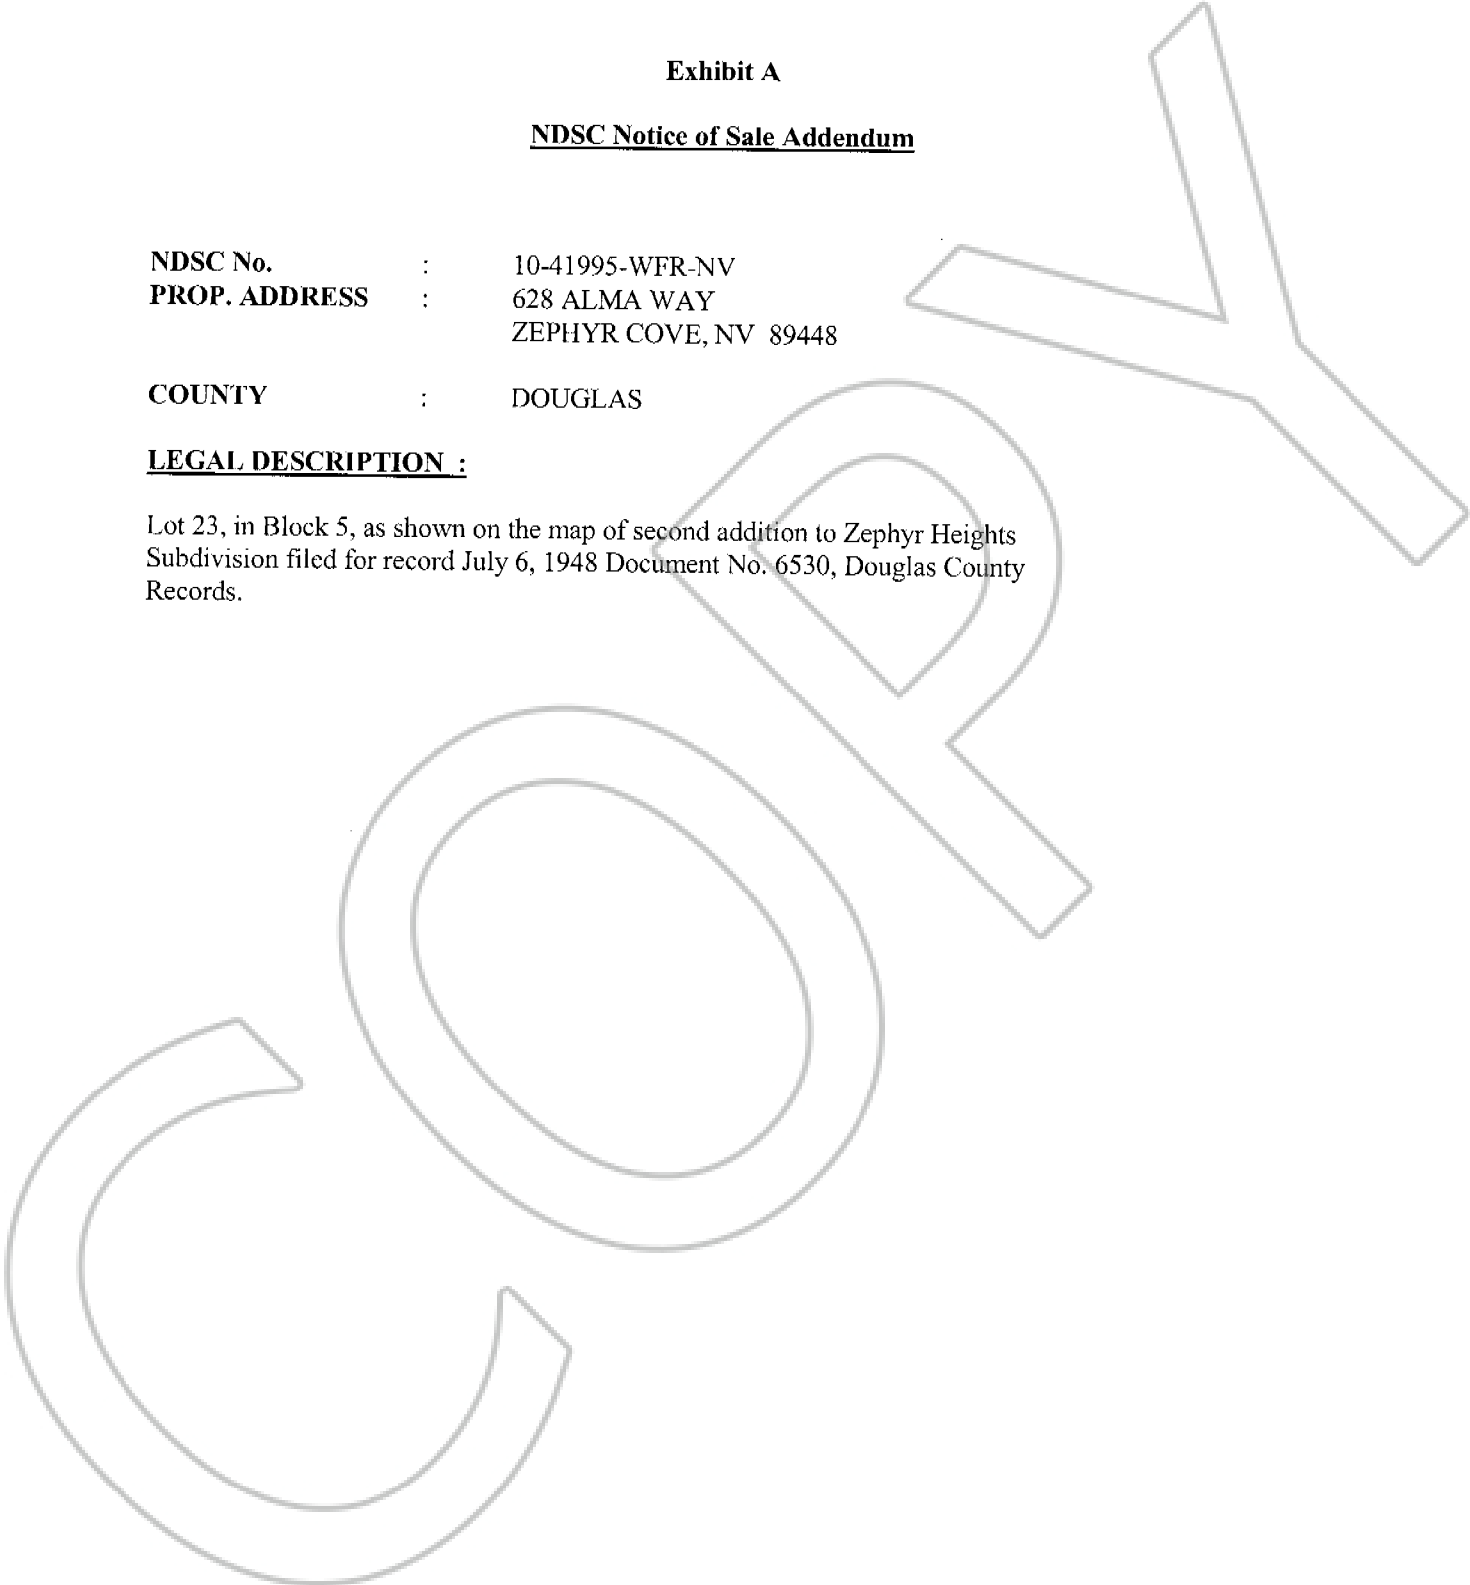 Exhibit A
NDSC Notice of Sale Addendum
NDSC No. : 10-41995-WFR-NV
PROP. ADDRESS : 628 ALMA WAY
ZEPHYR COVE, NV 89448
COUNTY : DOUGLAS
LEGAL DESCRIPTION :
Lot 23, in Block 5, as shown on the map of second addition to Zephyr Heights
Subdivision filed for record July 6, 1948 Document No. 6530, Douglas County
Records.
COPY